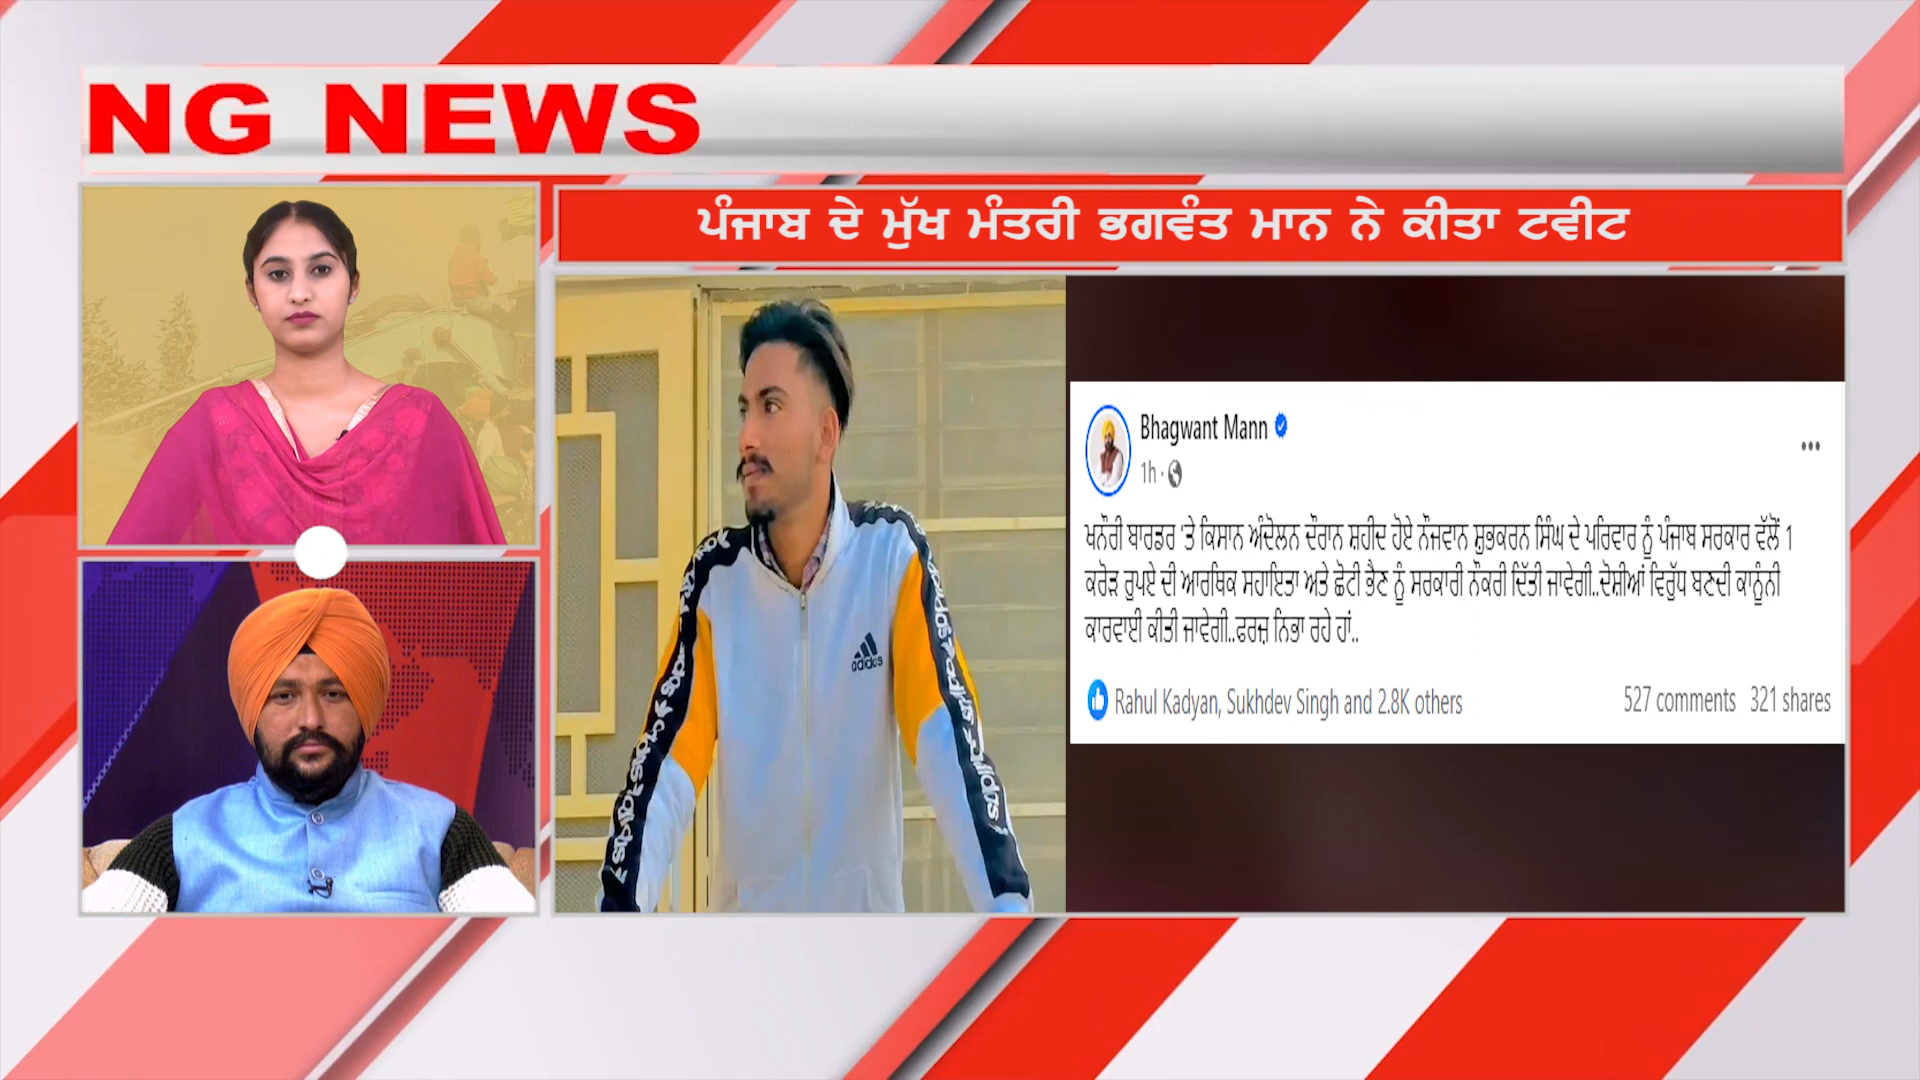 NG NEWS
ਪੰਜਾਬ ਦੇ ਮੁੱਖ ਮੰਤਰੀ ਭਗਵੰਤ ਮਾਨ ਨੇ ਕੀਤਾ ਟਵੀਟ
adidas
Bhagwant Mann
1h
ਖਨੌਰੀ ਬਾਰਡਰ 'ਤੇ ਕਿਸਾਨ ਅੰਦੋਲਨ ਦੌਰਾਨ ਸ਼ਹੀਦ ਹੋਏ ਨੌਜਵਾਨ ਸ਼ੁਭਕਰਨ ਸਿੰਘ ਦੇ ਪਰਿਵਾਰ ਨੂੰ ਪੰਜਾਬ ਸਰਕਾਰ ਵੱਲੋਂ 1
ਕਰੋੜ ਰੁਪਏ ਦੀ ਆਰਥਿਕ ਸਹਾਇਤਾ ਅਤੇ ਛੋਟੀ ਭੈਣ ਨੂੰ ਸਰਕਾਰੀ ਨੌਕਰੀ ਦਿੱਤੀ ਜਾਵੇਗੀ..ਦੋਸ਼ੀਆਂ ਵਿਰੁੱਧ ਬਣਦੀ ਕਾਨੂੰਨੀ
ਕਾਰਵਾਈ ਕੀਤੀ ਜਾਵੇਗੀ..ਫਰਜ਼ ਨਿਭਾ ਰਹੇ ਹਾਂ..
Rahul Kadyan, Sukhdev Singh and 2.8K others 527 comments 321 shares